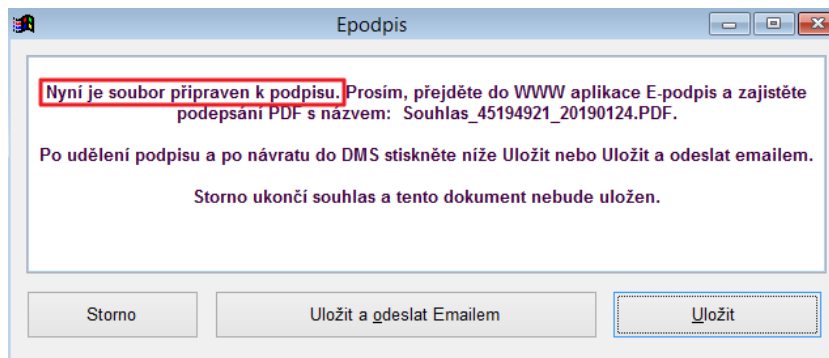 Epodpis
Nyní je soubor připraven k podpisu. Prosím, přejděte do WWW aplikace E-podpis a zajistěte
podepsání PDF s názvem: Souhlas_45194921_20190124.PDF.
Po udělení podpisu a po návratu do DMS stiskněte níže Uložit nebo Uložit a odeslat emailem.
Storno ukončí souhlas a tento dokument nebude uložen.
Storno
Uložit a odeslat Emailem
Uložit